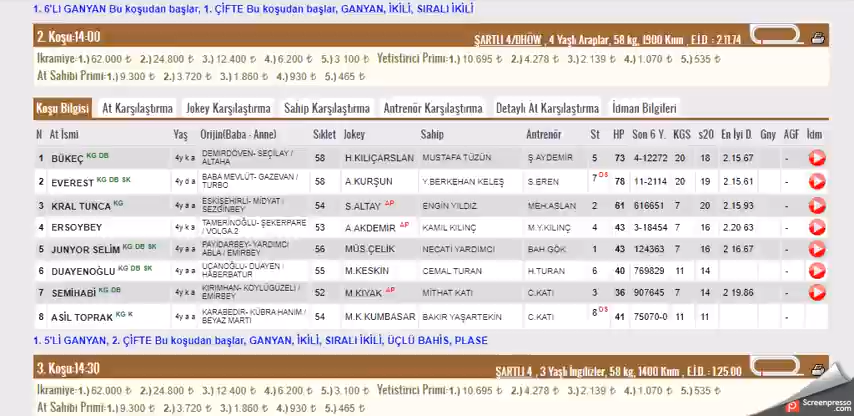 1. 6'LI GANYAN Bu koşudan başlar, 1. ÇİFTE Bu koşudan başlar, GANYAN, İKİLİ, SIRALI İKİLİ
2. Koşu:14:00 ŞARTLI 4/DHÖW , 4 Yaşlı Araplar, 58 kg, 1900 Kum , E.İ.D. : 2.11.74
İkramiye:1.) 62.000 ₺ 2.) 24.800 ₺ 3.) 12.400 ₺ 4.) 6.200 ₺ 5.) 3.100 ₺ Yetistirici Primi:1.) 10.695 ₺ 2.) 4.278 ₺ 3.) 2.139 ₺ 4.) 1.070 ₺ 5.) 535 ₺
At Sahibi Primi:1.) 9.300 ₺ 2.) 3.720 ₺ 3.) 1.860 ₺ 4.) 930 ₺ 5.) 465 ₺
Koşu Bilgisi At Karşılaştırma Jokey Karşılaştırma Sahip Karşılaştırma Antrenör Karşılaştırma Detaylı At Karşılaştırma İdman Bilgileri
N At İsmi Yaş Orijin(Baba - Anne) Sıklet Jokey Sahip Antrenör St HP Son 6 Y. KGS s20 En İyi D. Gny AGF İdm
1 BÜKEÇ KG DB 4y k a DEMİRDÖVEN- SEÇİLAY / ALTAHA 58 H.KILIÇARSLAN MUSTAFA TÜZÜN Ş.AYDEMİR 5 73 4-12272 20 18 2.15.67 -
2 EVEREST KG DB SK 4y d a BABA MEVLÜT- GAZEVAN / TURBO 58 A.KURŞUN Y.BERKEHAN KELEŞ S.EREN 7 DS 78 11-2114 20 19 2.15.61 -
3 KRAL TUNCA KG 4y a a ESKİŞEHİRLİ- MİDYAT / SEZGİNBEY 54 S.ALTAY AP ENGİN YILDIZ MEH.ASLAN 2 61 616651 7 20 2.15.93 -
4 ERSOYBEY 4y k a TAMERİNOĞLU- ŞEKERPARE / VOLGA.2 53 A.AKDEMİR AP KAMİL KILINÇ M.Y.KILINÇ 4 43 3-18454 7 16 2.20.63 -
5 JUNYOR SELİM KG DB SK 4y a a PAYİDARBEY- YARDIMCI ABLA / EMİRBEY 56 MÜS.ÇELİK NECATİ YARDIMCI BAH.GÖK 1 43 124363 7 16 2.16.67 -
6 DUAYENOĞLU KG DB SK 4y a a UÇANOĞLU- DUAYEN / HABERBATUR 55 M.KESKİN CEMAL TURAN H.TURAN 6 40 769829 11 14 -
7 SEMİHABİ KG DB 4y k a KIRIMHAN- KÖYLÜGÜZELİ / EMİRBEY 52 M.KIYAK AP MİTHAT KATI C.KATI 3 36 907645 7 14 2.19.86 -
8 ASİL TOPRAK KG K 4y a a KARABEDİR- KÜBRA HANIM / BEYAZ MARTI 54 M.K.KUMBASAR BAKIR YAŞARTEKİN C.KATI 8 DS 41 75070-0 11 11 -
1. 5'Lİ GANYAN, 2. ÇİFTE Bu koşudan başlar, GANYAN, İKİLİ, SIRALI İKİLİ, ÜÇLÜ BAHİS, PLASE
3. Koşu:14:30 ŞARTLI 4 , 3 Yaşlı İngilizler, 58 kg, 1400 Kum , E.İ.D. : 1.25.00
İkramiye:1.) 62.000 ₺ 2.) 24.800 ₺ 3.) 12.400 ₺ 4.) 6.200 ₺ 5.) 3.100 ₺ Yetistirici Primi:1.) 10.695 ₺ 2.) 4.278 ₺ 3.) 2.139 ₺ 4.) 1.070 ₺ 5.) 535 ₺
At Sahibi Primi:1.) 9.300 ₺ 2.) 3.720 ₺ 3.) 1.860 ₺ 4.) 930 ₺ 5.) 465 ₺
Screenpresso
.com